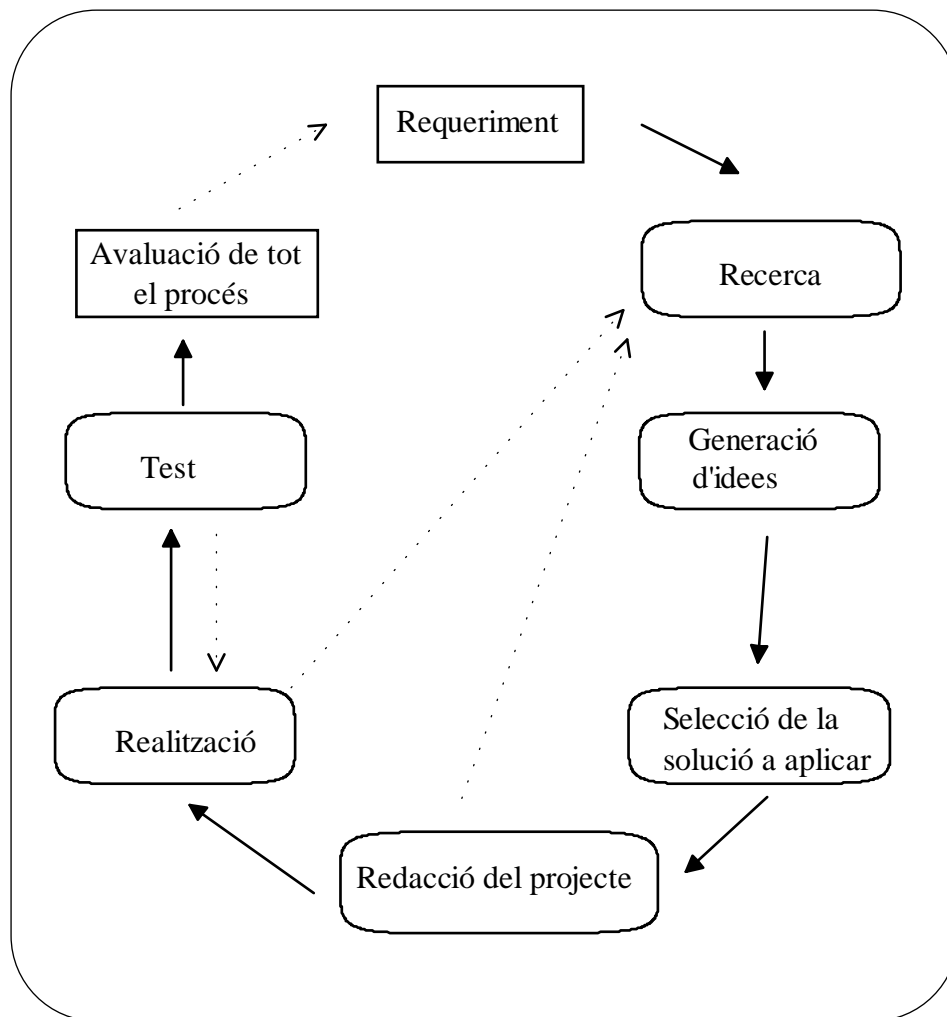 Requeriment
Recerca
Generació
d'idees
Selecció de la
solució a aplicar
Redacció del projecte
Realització
Test
Avaluació de tot
el procés